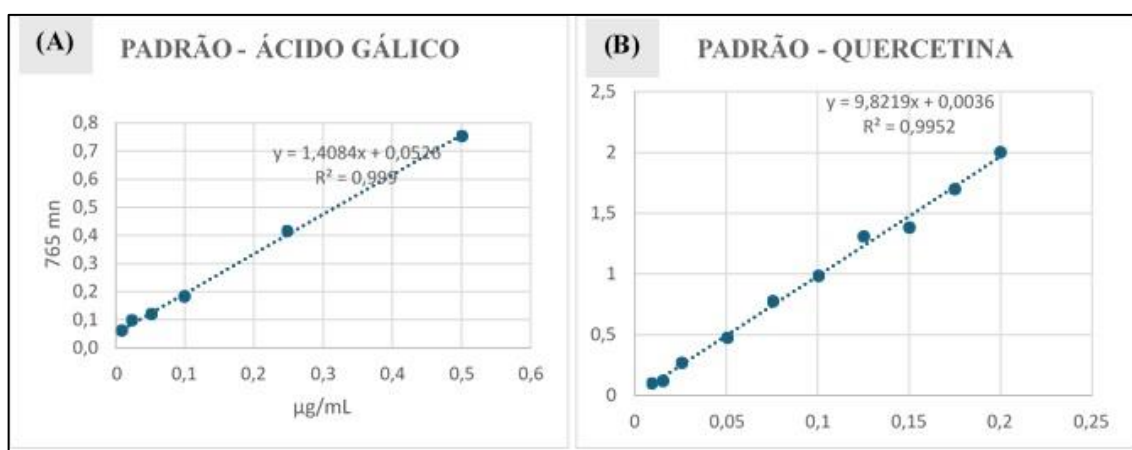 (A)
PADRÃO - ÁCIDO GÁLICO
y = 1,4084x + 0,0526
R² = 0,999
0,8
0,7
0,6
0,5
0,4
0,3
0,2
0,1
0,0
765 mn
0
0,1
0,2
0,3
0,4
0,5
0,6
µg/mL
(B)
PADRÃO - QUERCETINA
y = 9,8219x + 0,0036
R² = 0,9952
2,5
2
1,5
1
0,5
0
0
0,05
0,1
0,15
0,2
0,25